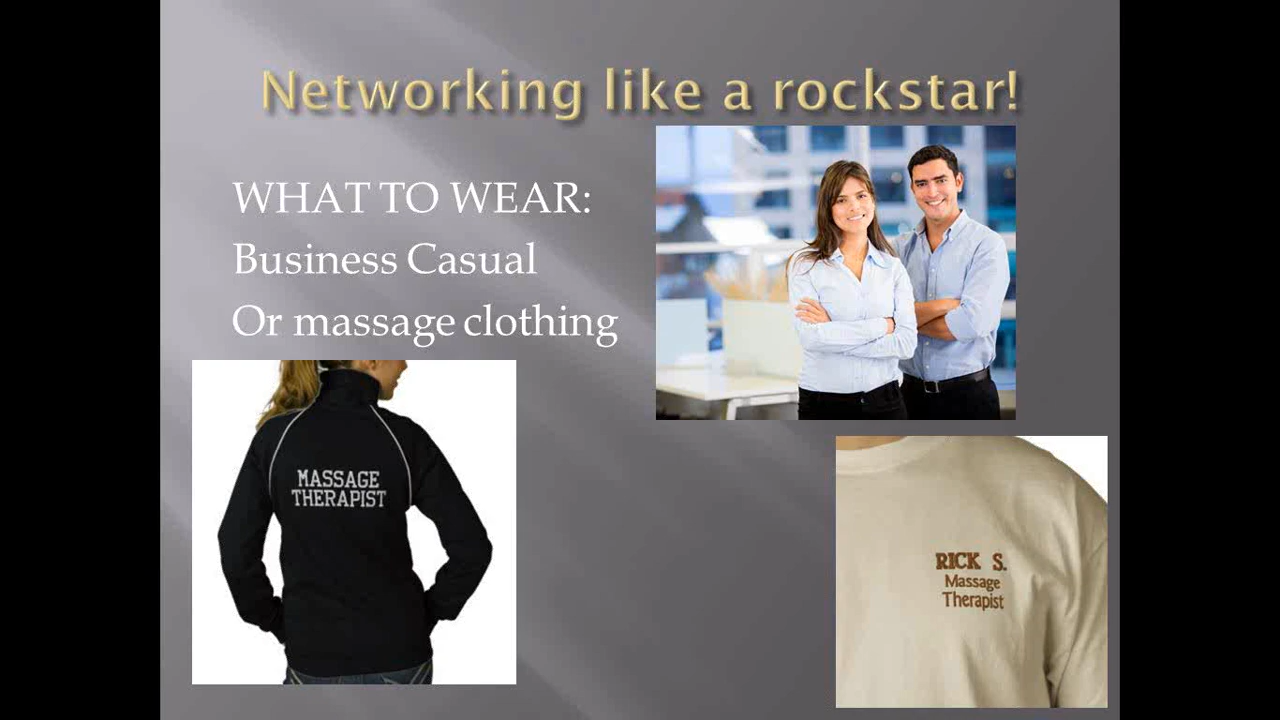 Networking like a rockstar!
WHAT TO WEAR:
Business Casual
Or massage clothing
MASSAGE
THERAPIST
RICK S.
Massage
Therapist